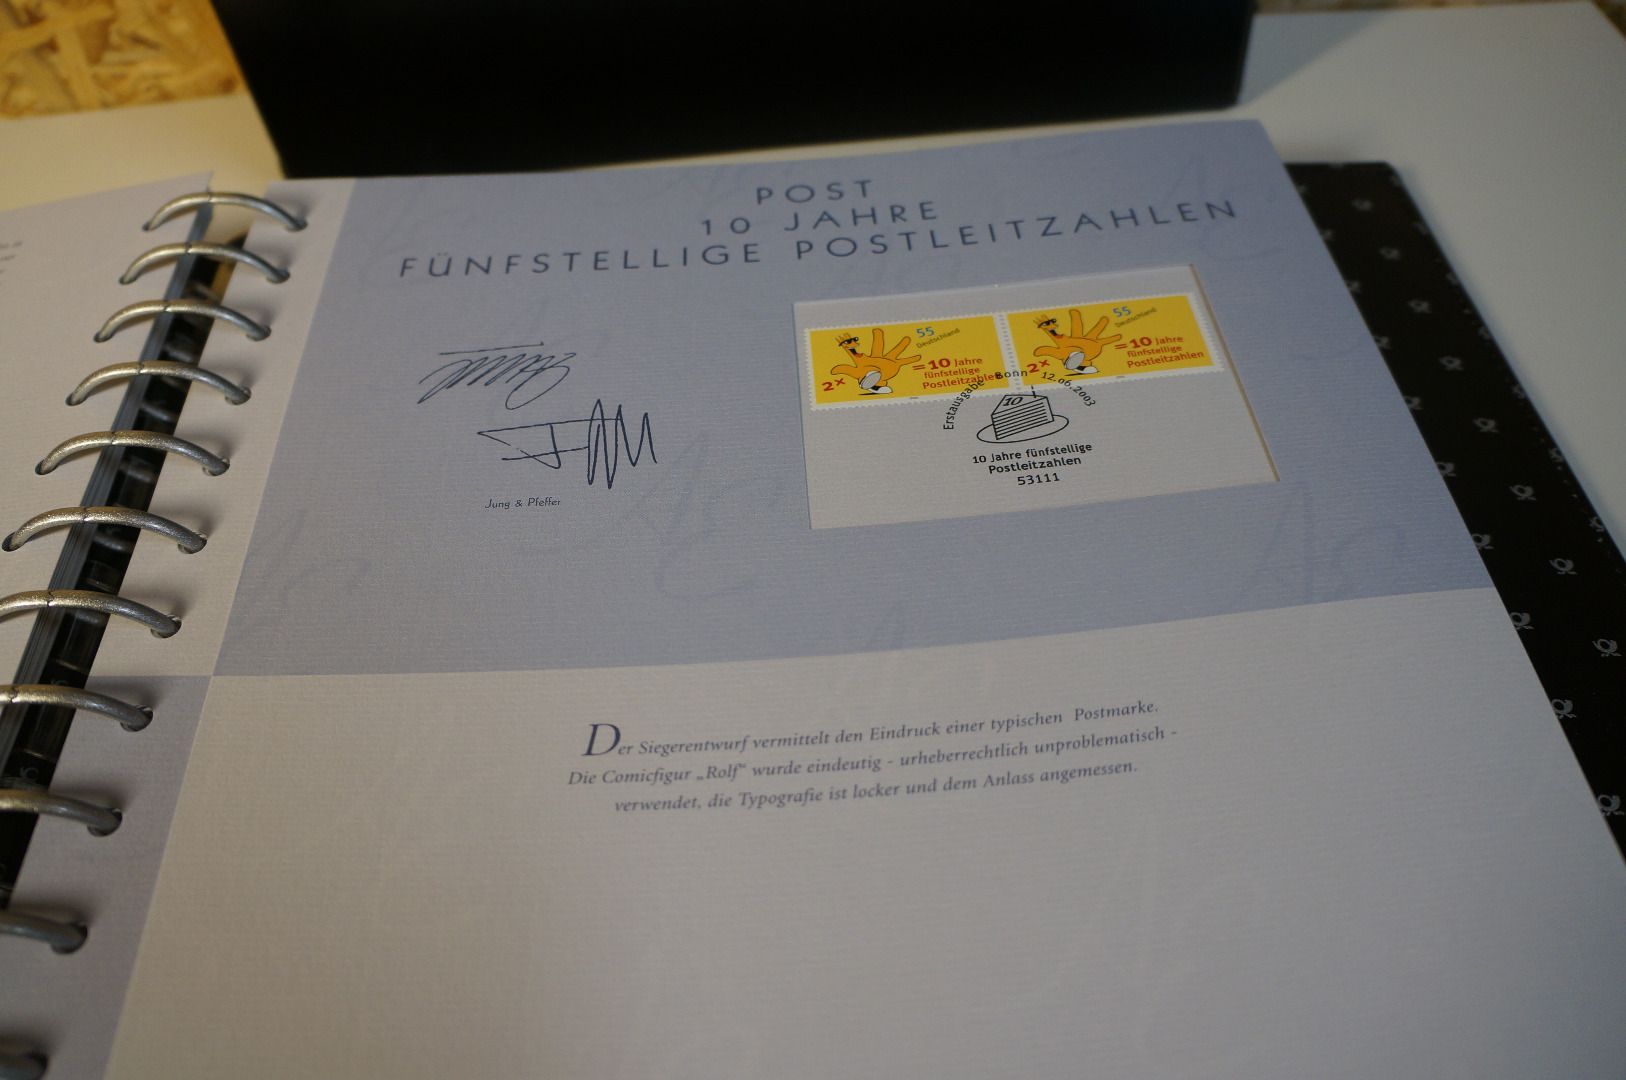 POST
10 JAHRE
FÜNFSTELLIGE POSTLEITZAHLEN
55
Deutschland
2x
=10 Jahre
fünfstellige
Postleitzahlen
55
Deutschland
2x
=10 Jahre
fünfstellige
Postleitzahlen
Erstausgabe Bonn 12.06.2003
10
10 Jahre fünfstellige
Postleitzahlen
53111
Jung & Pfeffer
Der Siegerentwurf vermittelt den Eindruck einer typischen Postmarke.
Die Comicfigur „Rolf“ wurde eindeutig - urheberrechtlich unproblematisch -
verwendet, die Typografie ist locker und dem Anlass angemessen.